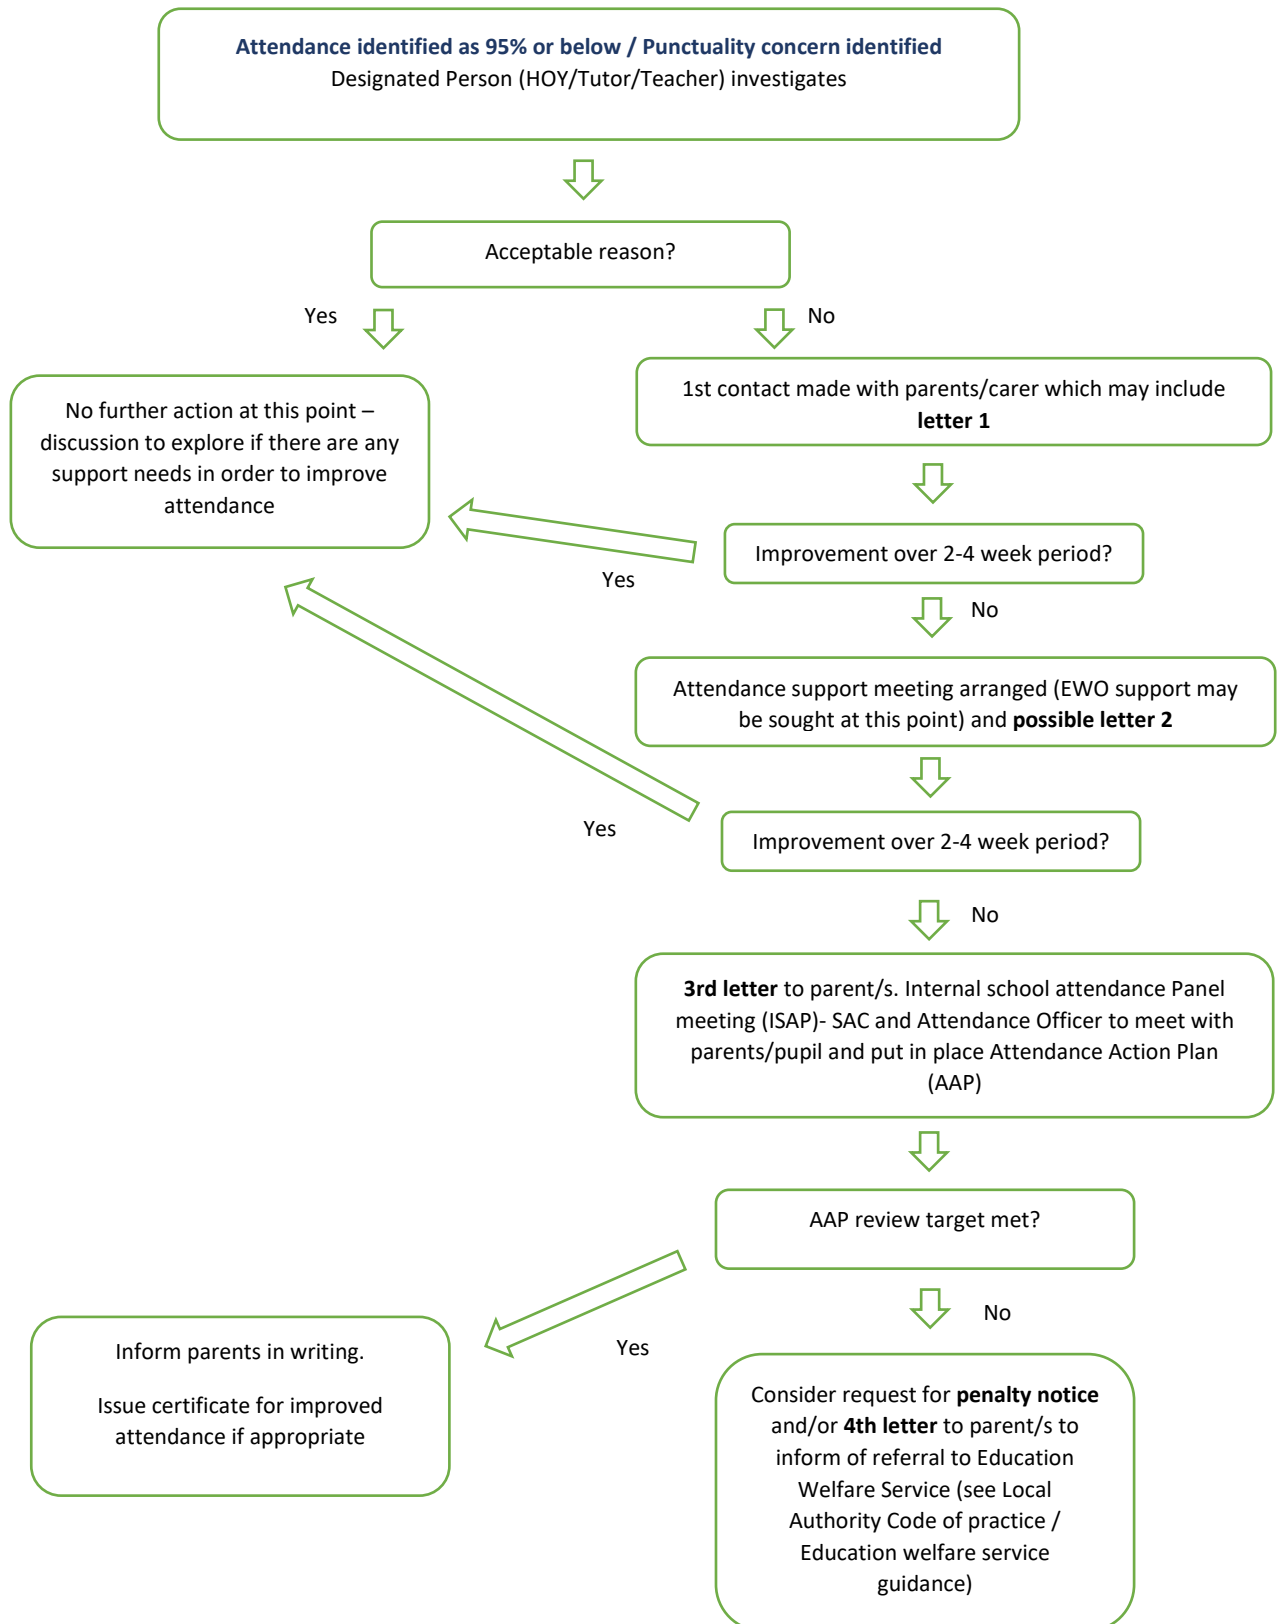 Attendance identified as 95% or below / Punctuality concern identified
Designated Person (HOY/Tutor/Teacher) investigates
Acceptable reason?
Yes
No
No further action at this point –
discussion to explore if there are any
support needs in order to improve
attendance
1st contact made with parents/carer which may include
letter 1
Improvement over 2-4 week period?
Yes
No
Attendance support meeting arranged (EWO support may
be sought at this point) and possible letter 2
Improvement over 2-4 week period?
Yes
No
3rd letter to parent/s. Internal school attendance Panel
meeting (ISAP)- SAC and Attendance Officer to meet with
parents/pupil and put in place Attendance Action Plan
(AAP)
AAP review target met?
Yes
No
Inform parents in writing.
Issue certificate for improved
attendance if appropriate
Consider request for penalty notice
and/or 4th letter to parent/s to
inform of referral to Education
Welfare Service (see Local
Authority Code of practice /
Education welfare service
guidance)